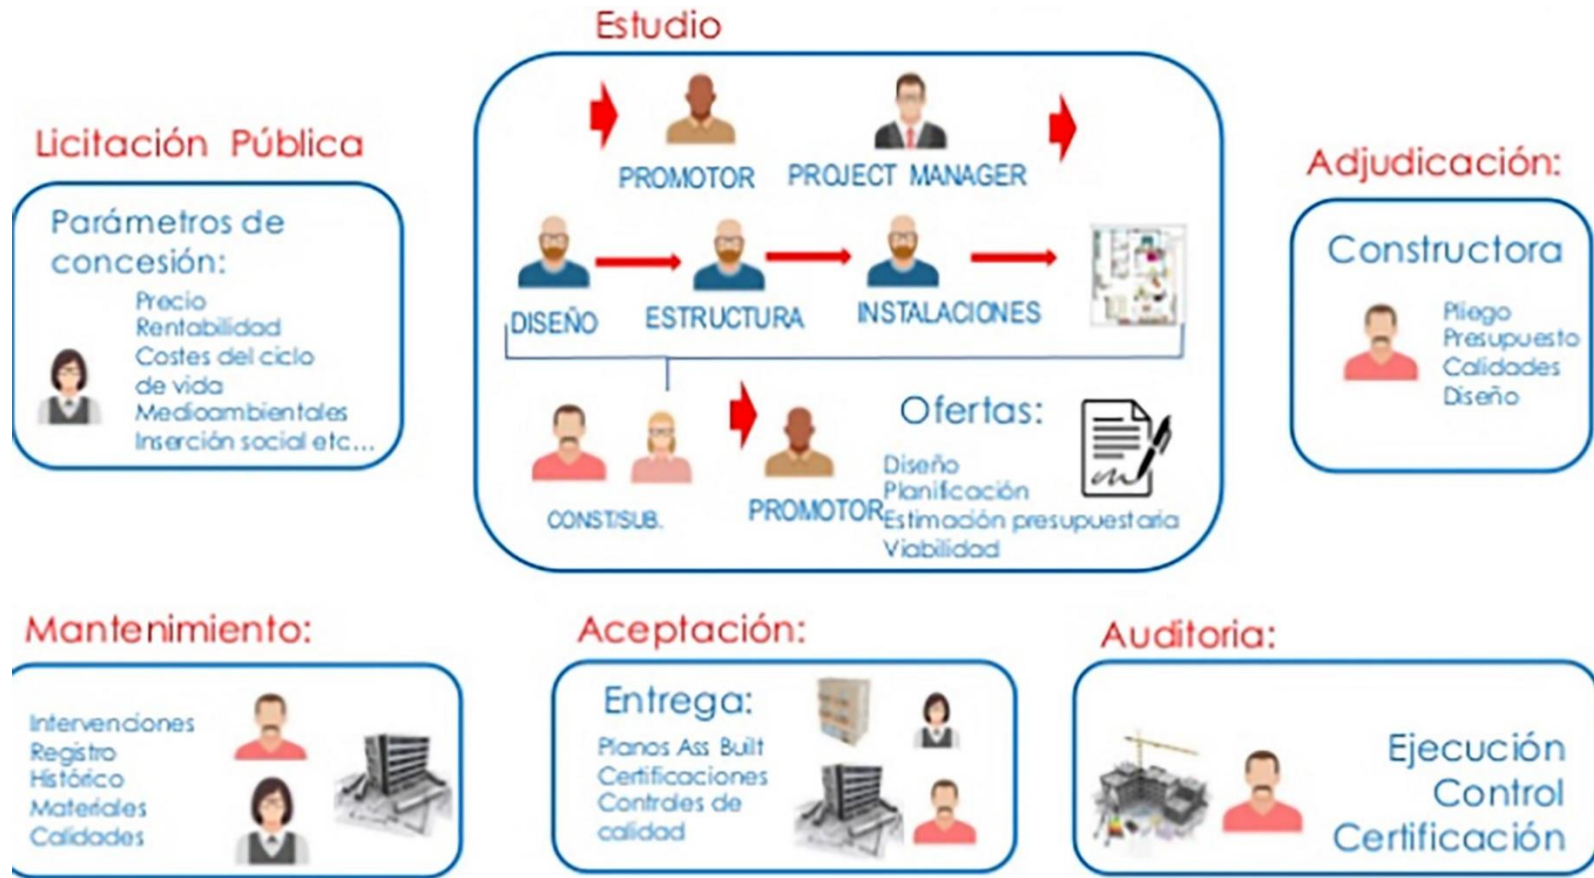 Licitación Pública
Parámetros de
concesión:
Precio
Rentabilidad
Costes del ciclo
de vida
Medioambientales
Inserción social etc...
Estudio
PROMOTOR
PROJECT MANAGER
DISEÑO
ESTRUCTURA
INSTALACIONES
CONST/SUB.
PROMOTOR
Ofertas:
Diseño
Planificación
Estimación presupuestaria
Viabilidad
Adjudicación:
Constructora
Pliego
Presupuesto
Calidades
Diseño
Mantenimiento:
Intervenciones
Registro
Histórico
Materiales
Calidades
Aceptación:
Entrega:
Planos Ass Built
Certificaciones
Controles de
calidad
Auditoria:
Ejecución
Control
Certificación